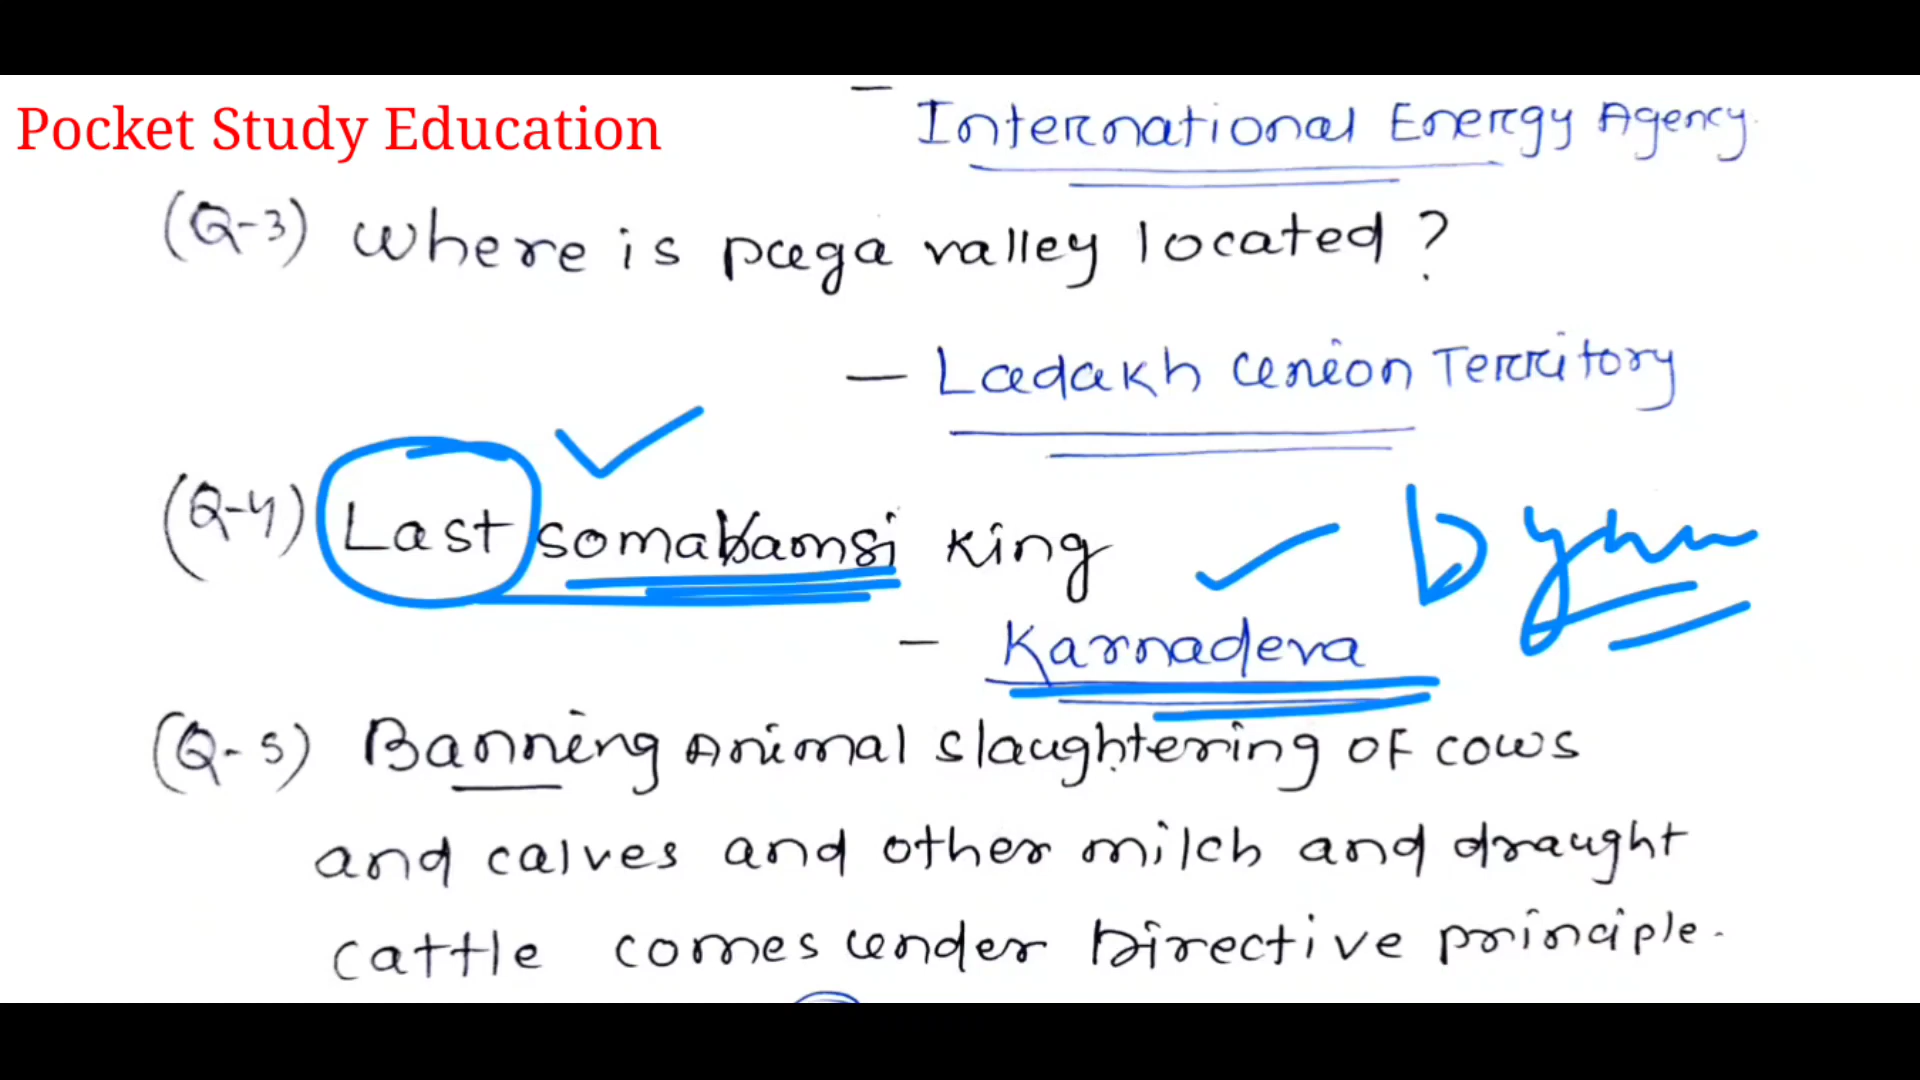 – International Energy Agency
Pocket Study Education
(Q-3) Where is puga valley located?
– Ladakh Union Territory
(Q-4) Last somabamsi King
– Karnadeva
(Q-5) Banning Animal slaughtering of cows
and calves and other milch and draught
cattle comes under Directive principle.